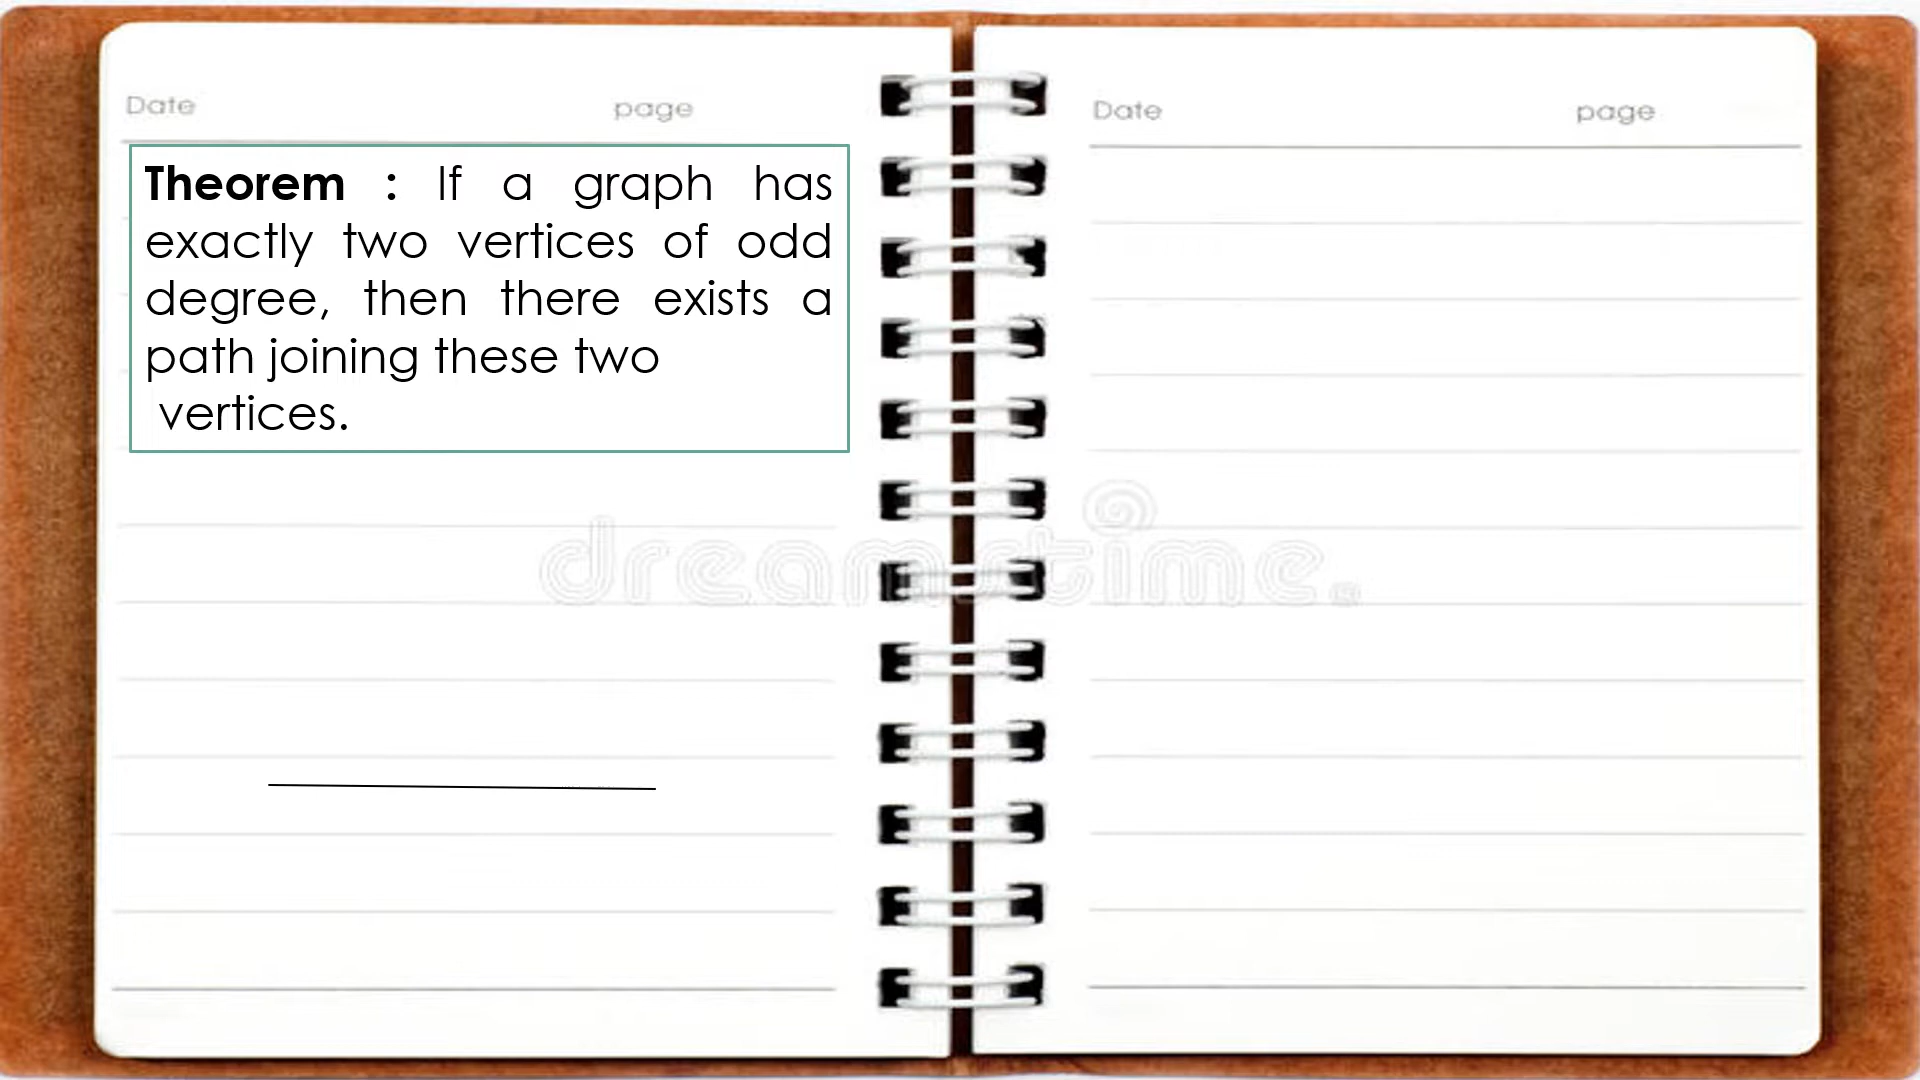 Date page
Theorem : If a graph has
exactly two vertices of odd
degree, then there exists a
path joining these two
vertices.
Date page
dreamstime.